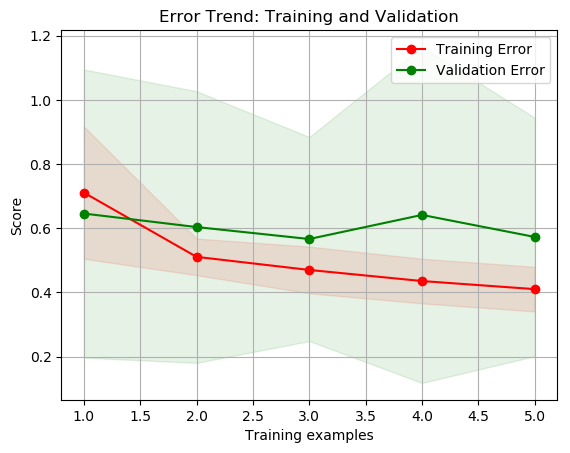 Error Trend: Training and Validation
1.2
1.0
0.8
0.6
0.4
0.2
Score
Training Error
Validation Error
1.0 1.5 2.0 2.5 3.0 3.5 4.0 4.5 5.0
Training examples